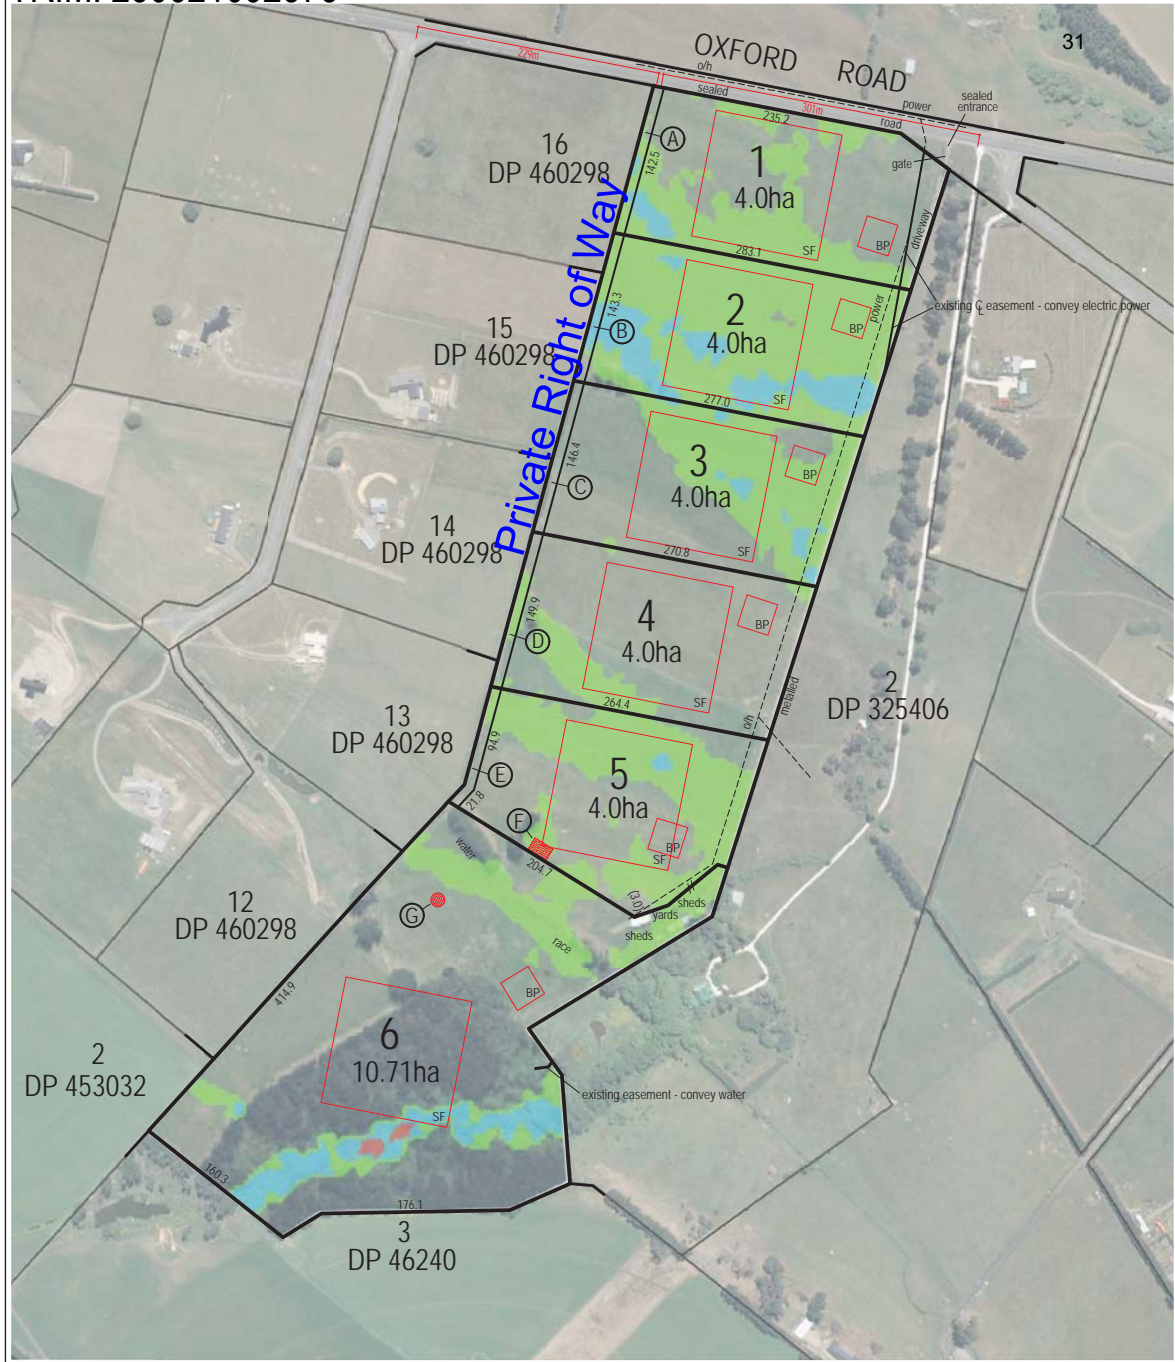 31
OXFORD ROAD
229m
o/h
sealed
301m
power
sealed
entrance
235.2
road
gate
16
DP 460298
A
142.5
1
4.0ha
SF
BP
driveway
283.1
Private Right of Way
143.3
B
2
4.0ha
SF
BP
power
existing ℄ easement - convey electric power
15
DP 460298
277.0
146.4
C
3
4.0ha
SF
BP
14
DP 460298
270.8
149.9
D
4
4.0ha
SF
BP
metalled
o/h
2
DP 325406
264.4
13
DP 460298
94.9
E
21.8
5
4.0ha
SF
BP
F
204.7
(3.0)
sheds
yards
sheds
water
race
G
12
DP 460298
414.9
BP
6
10.71ha
SF
2
DP 453032
existing easement - convey water
160.3
176.1
3
DP 46240